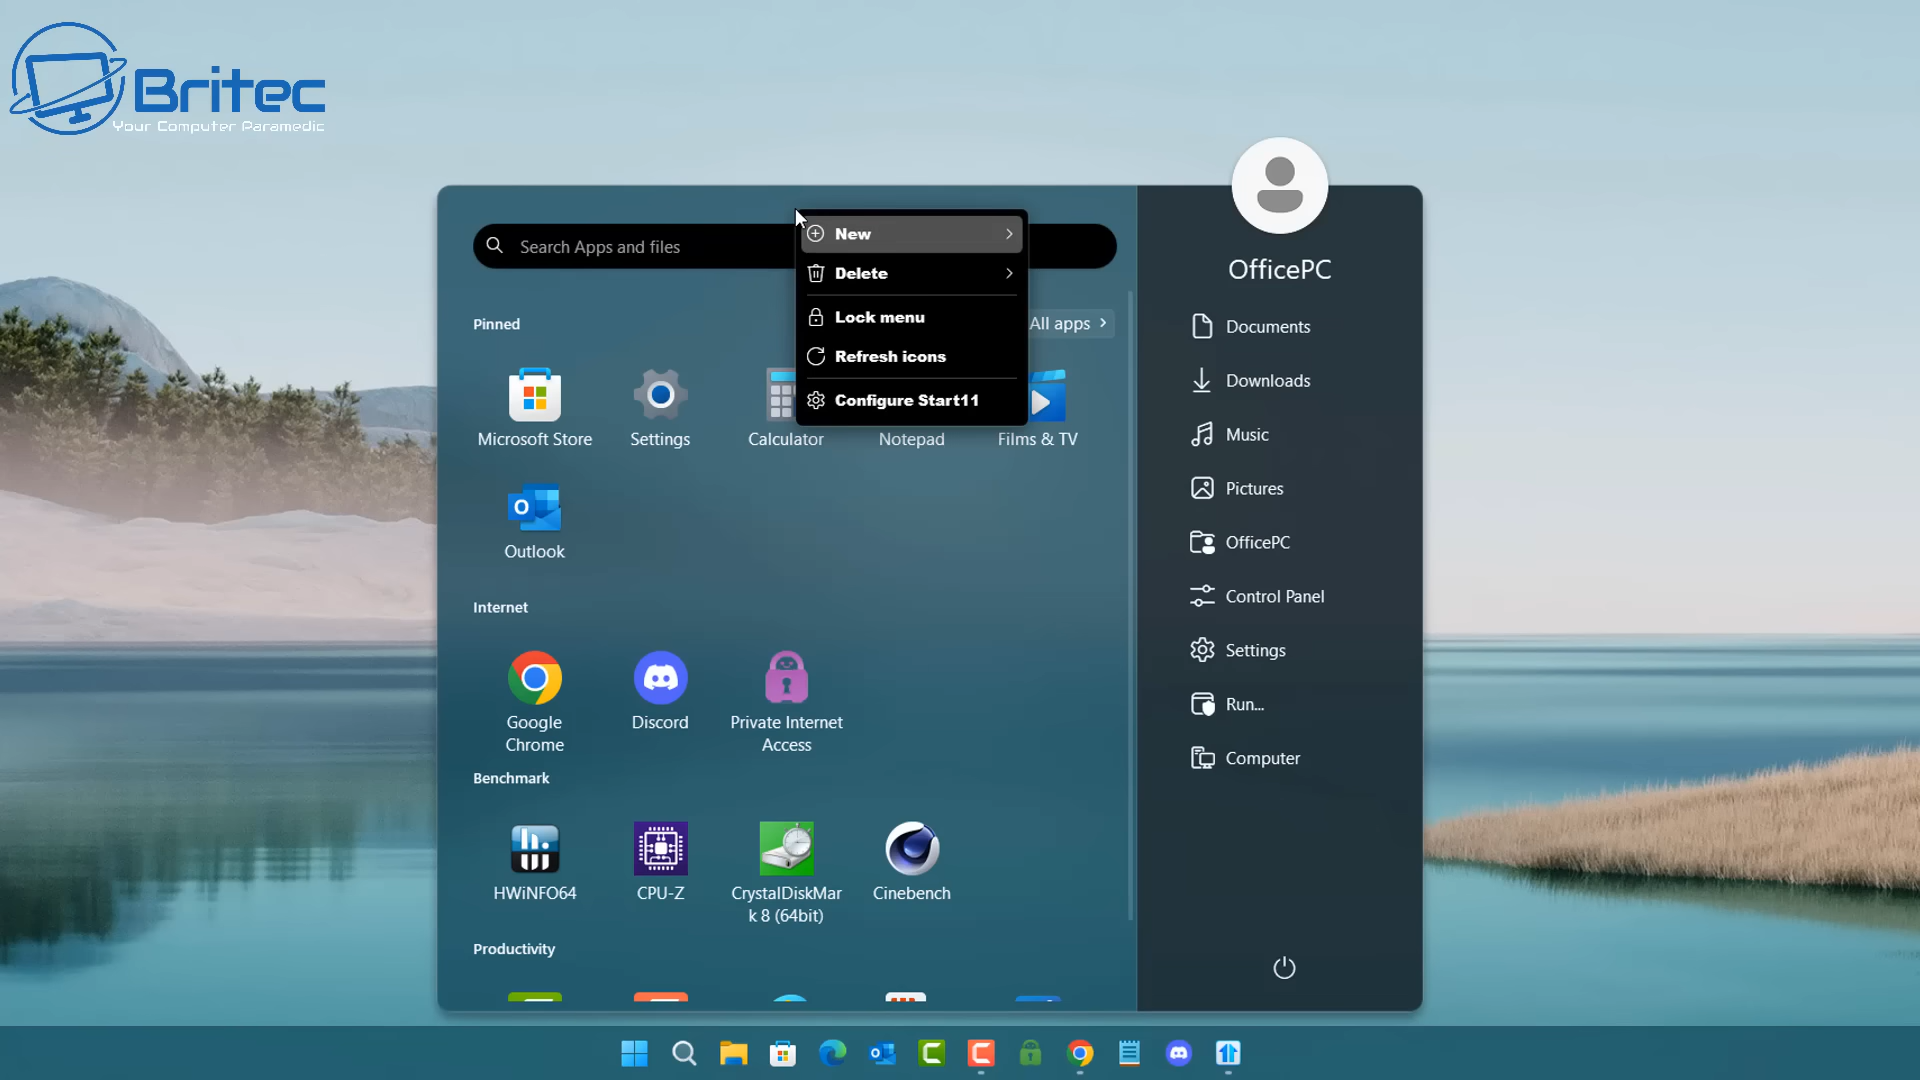 Britec
Your Computer Paramedic
OfficePC
Search Apps and files
New
Delete
Lock menu
Refresh icons
Configure Start11
Pinned
All apps
Microsoft Store
Settings
Calculator
Notepad
Films & TV
Outlook
Internet
Google
Chrome
Discord
Private Internet
Access
Benchmark
HWiNFO64
CPU-Z
CrystalDiskMar
k 8 (64bit)
Cinebench
Productivity
Documents
Downloads
Music
Pictures
OfficePC
Control Panel
Settings
Run...
Computer